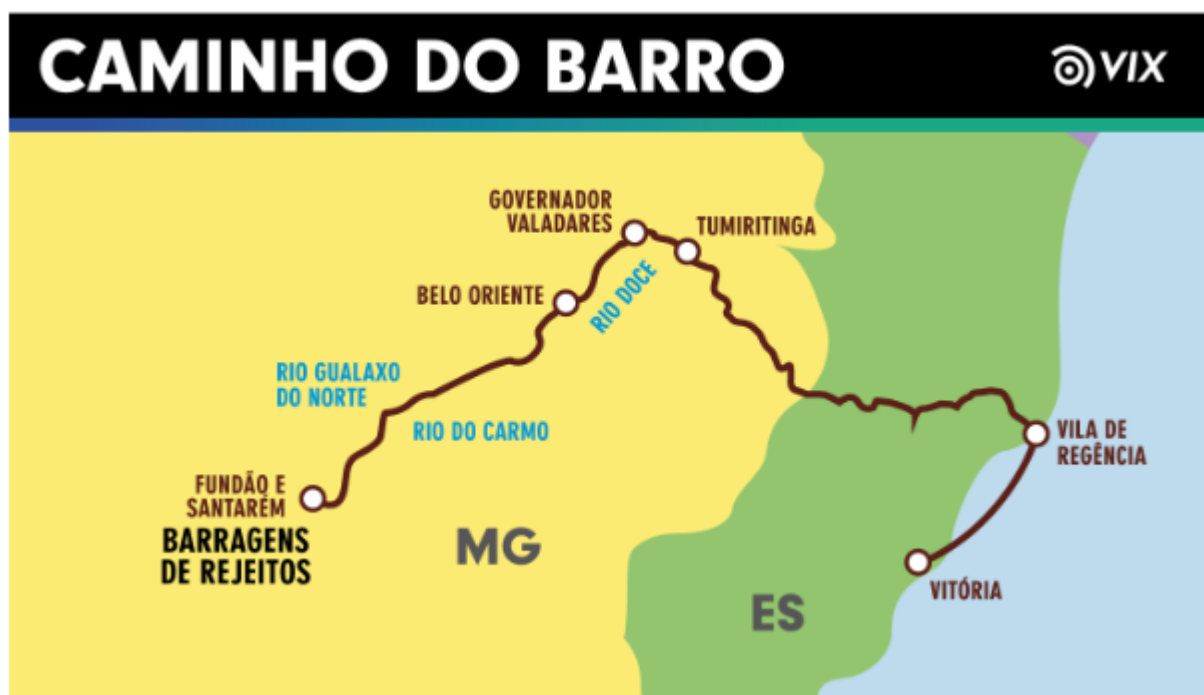 CAMINHO DO BARRO
VIX
GOVERNADOR
VALADARES
TUMIRITINGA
BELO ORIENTE
RIO DOCE
RIO GUALAXO
DO NORTE
RIO DO CARMO
VILA DE
REGÊNCIA
FUNDÃO E
SANTARÉM
BARRAGENS
DE REJEITOS
MG
VITÓRIA
ES